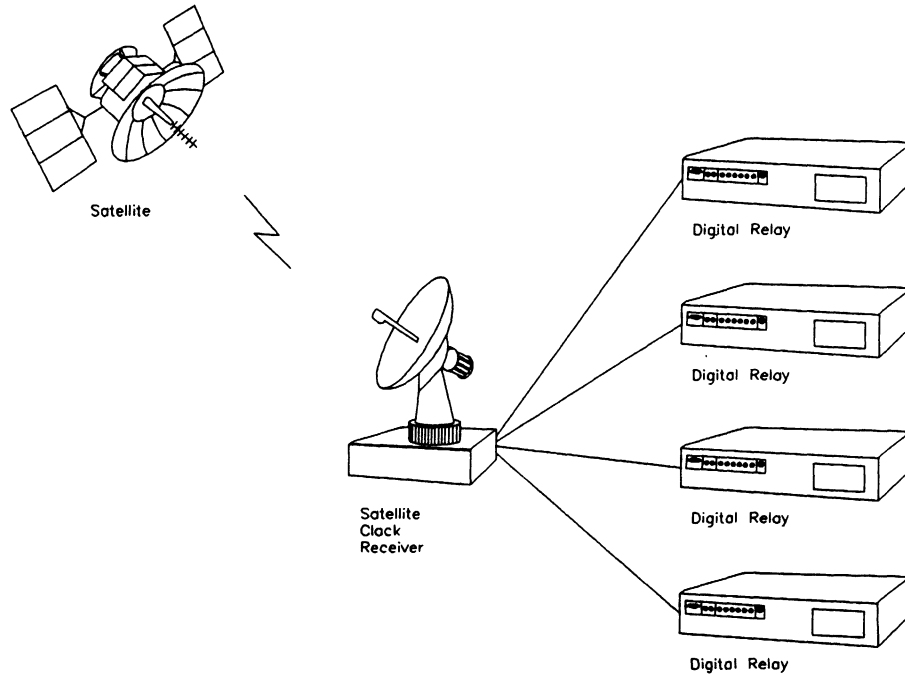 Satellite
Digital Relay
Digital Relay
Satellite
Clock
Receiver
Digital Relay
Digital Relay